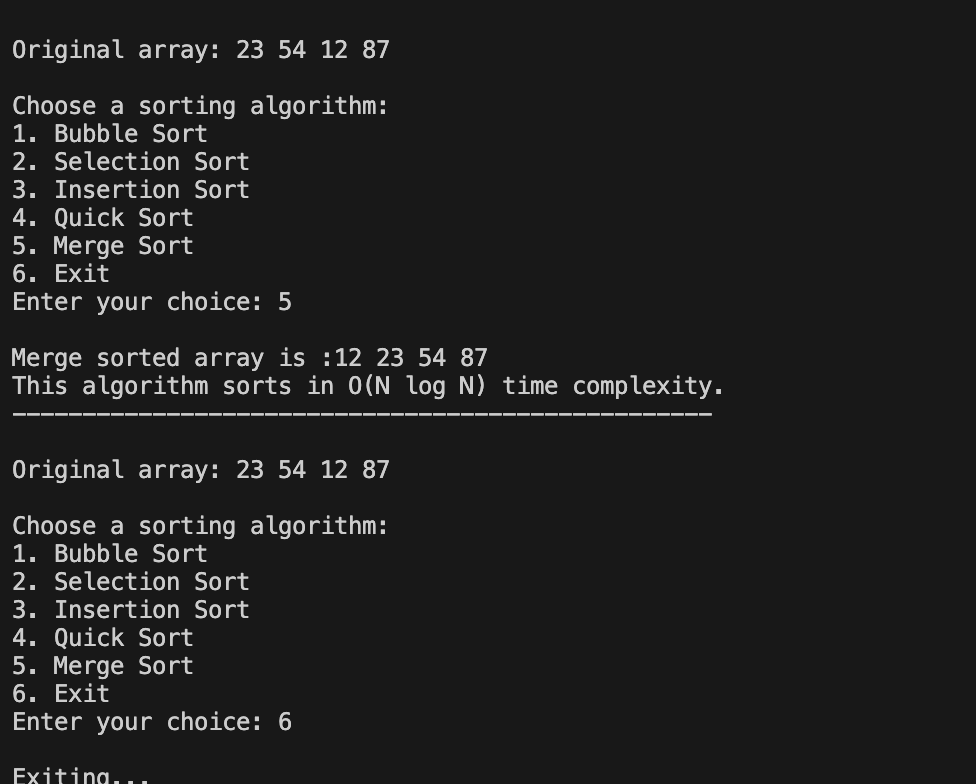 Original array: 23 54 12 87
Choose a sorting algorithm:
1. Bubble Sort
2. Selection Sort
3. Insertion Sort
4. Quick Sort
5. Merge Sort
6. Exit
Enter your choice: 5
Merge sorted array is :12 23 54 87
This algorithm sorts in O(N log N) time complexity.
--------------------------------------------------
Original array: 23 54 12 87
Choose a sorting algorithm:
1. Bubble Sort
2. Selection Sort
3. Insertion Sort
4. Quick Sort
5. Merge Sort
6. Exit
Enter your choice: 6
Exiting...